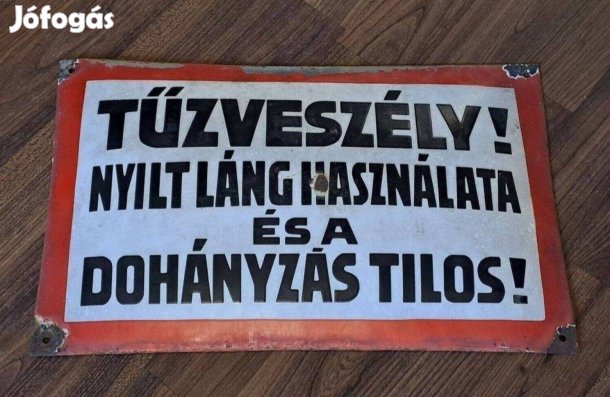 Jófogás
TŰZVESZÉLY!
NYILT LÁNG HASZNÁLATA
ÉS A
DOHÁNYZÁS TILOS!